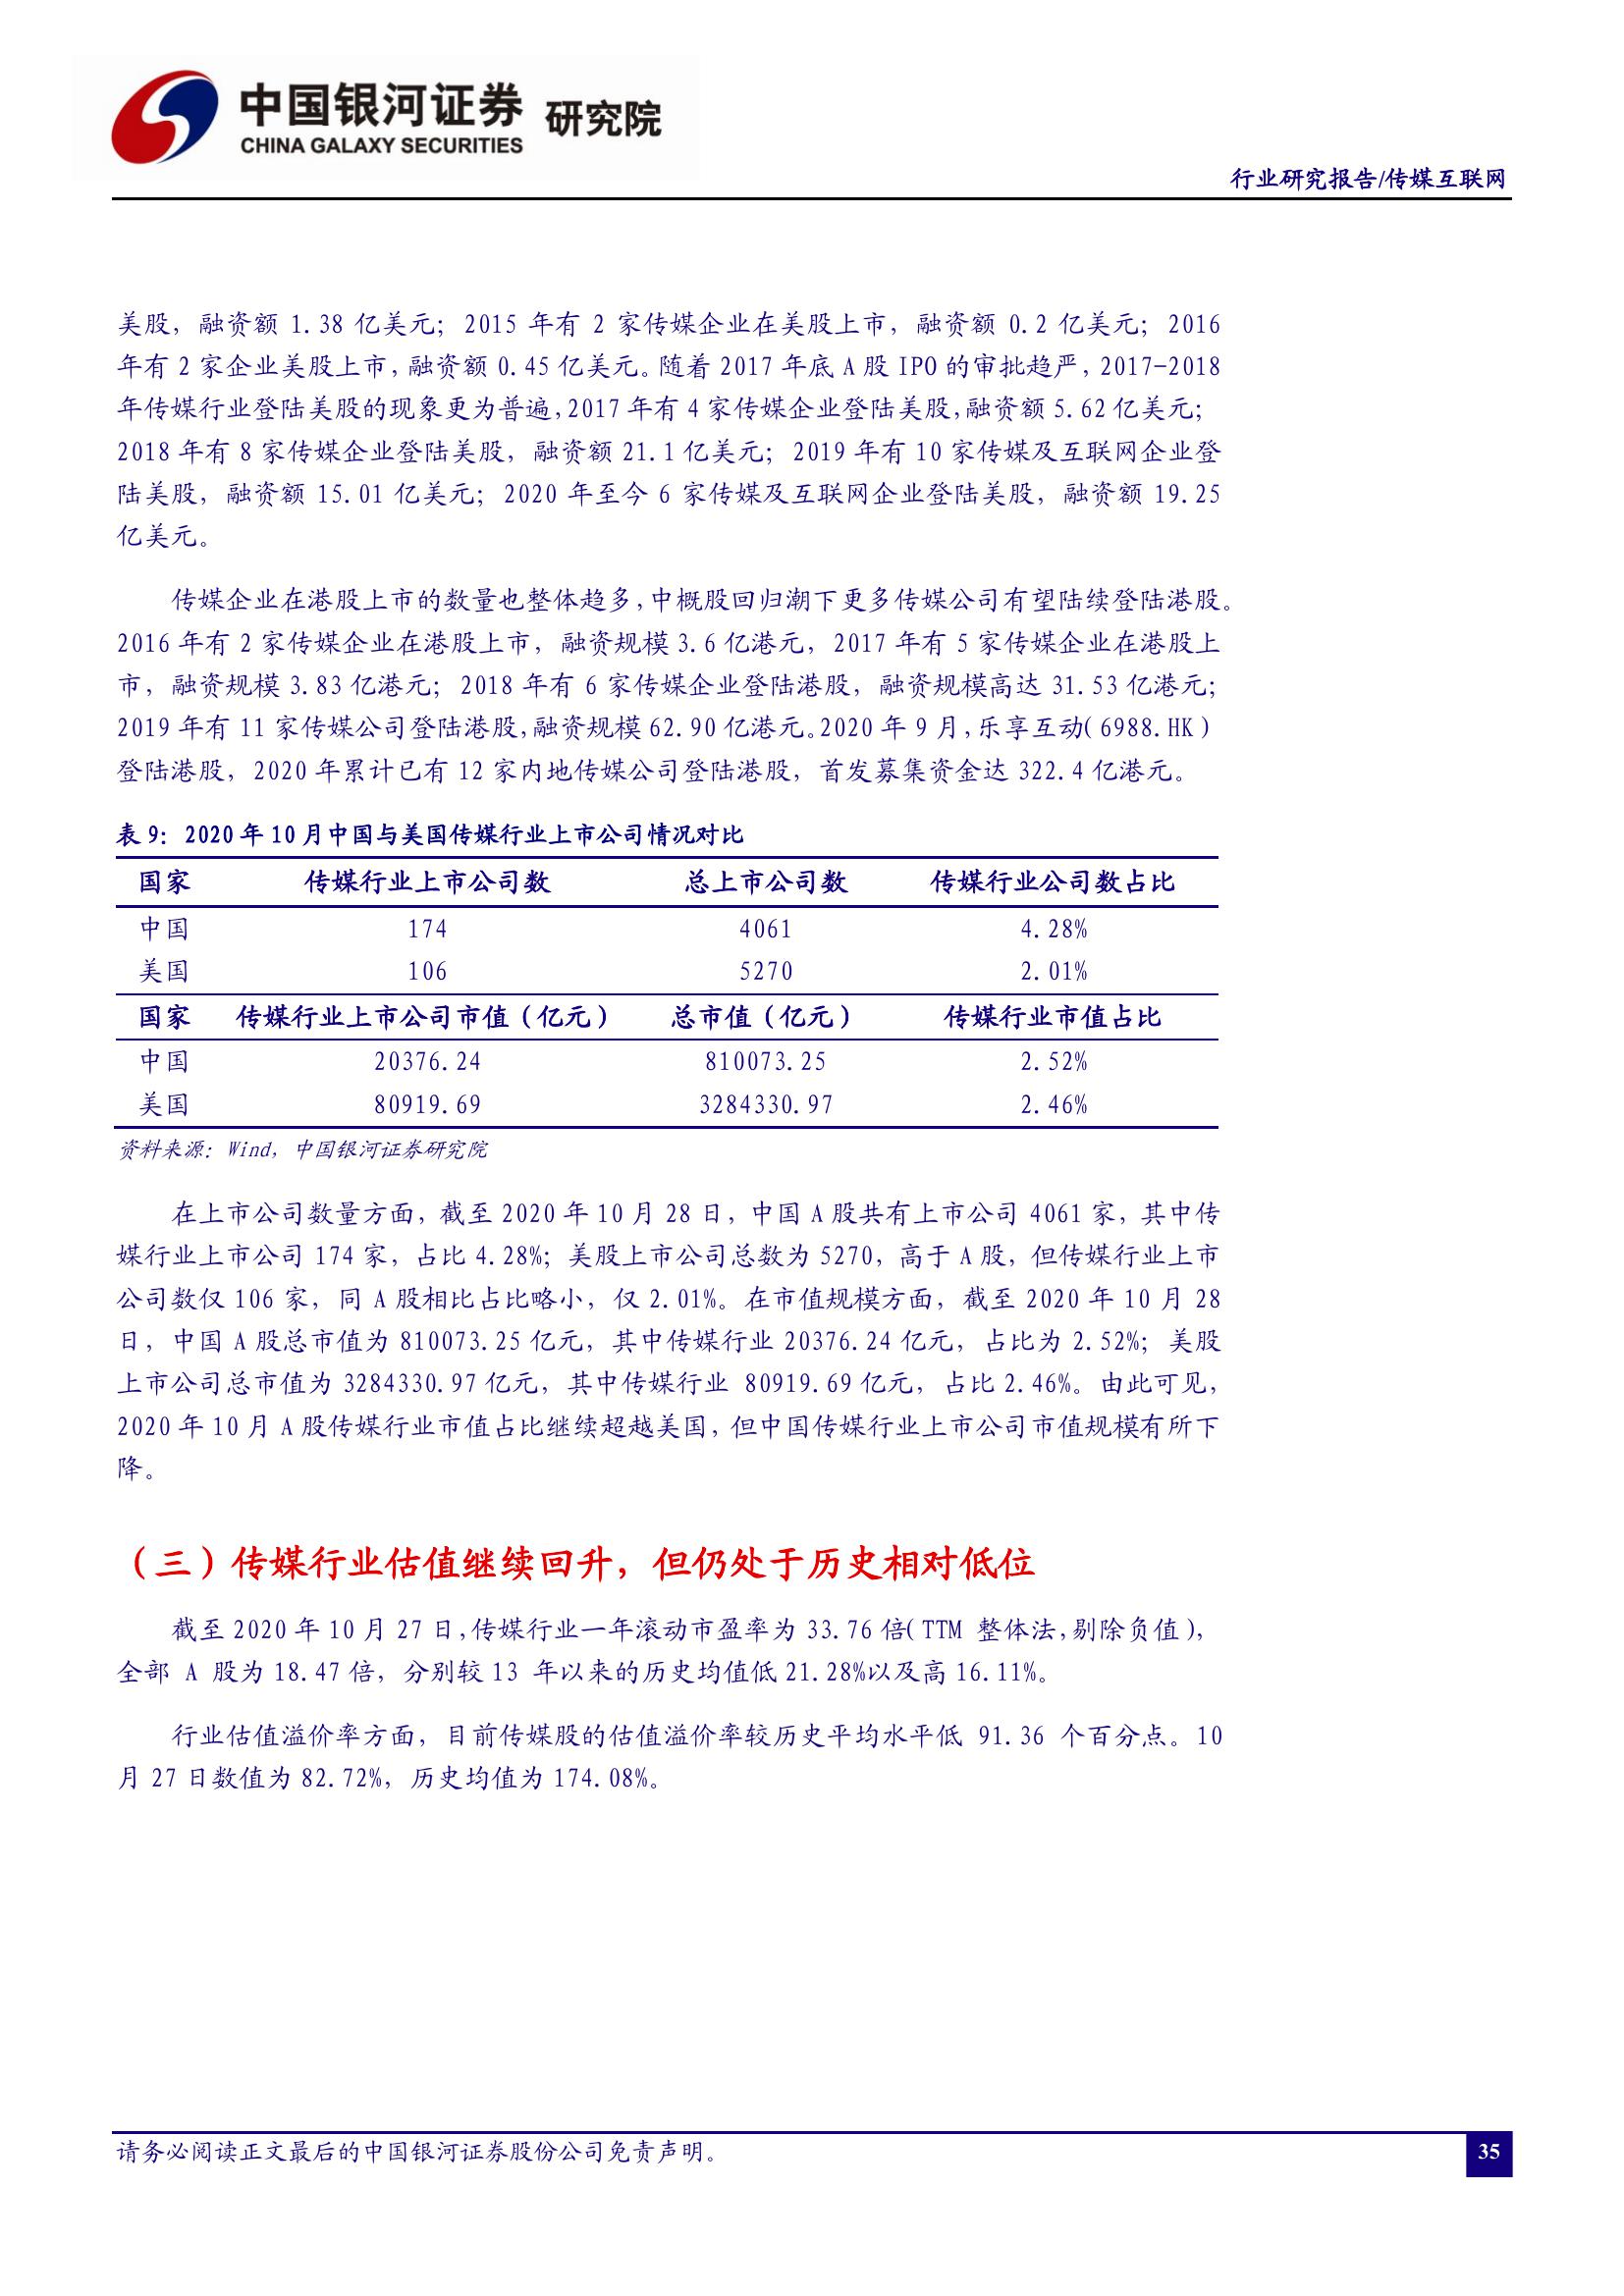 中国银河证券 研究院
CHINA GALAXY SECURITIES
行业研究报告/传媒互联网
美股，融资额 1.38 亿美元；2015 年有 2 家传媒企业在美股上市，融资额 0.2 亿美元；2016
年有 2 家企业美股上市，融资额 0.45 亿美元。随着 2017 年底 A 股 IPO 的审批趋严，2017-2018
年传媒行业登陆美股的现象更为普遍，2017 年有 4 家传媒企业登陆美股，融资额 5.62 亿美元；
2018 年有 8 家传媒企业登陆美股，融资额 21.1 亿美元；2019 年有 10 家传媒及互联网企业登
陆美股，融资额 15.01 亿美元；2020 年至今 6 家传媒及互联网企业登陆美股，融资额 19.25
亿美元。
传媒企业在港股上市的数量也整体趋多，中概股回归潮下更多传媒公司有望陆续登陆港股。
2016 年有 2 家传媒企业在港股上市，融资规模 3.6 亿港元，2017 年有 5 家传媒企业在港股上
市，融资规模 3.83 亿港元；2018 年有 6 家传媒企业登陆港股，融资规模高达 31.53 亿港元；
2019 年有 11 家传媒公司登陆港股，融资规模 62.90 亿港元。2020 年 9 月，乐享互动（6988.HK）
登陆港股，2020 年累计已有 12 家内地传媒公司登陆港股，首发募集资金达 322.4 亿港元。
表 9：2020 年 10 月中国与美国传媒行业上市公司情况对比
国家 传媒行业上市公司数 总上市公司数 传媒行业公司数占比
中国 174 4061 4.28%
美国 106 5270 2.01%
国家 传媒行业上市公司市值（亿元） 总市值（亿元） 传媒行业市值占比
中国 20376.24 810073.25 2.52%
美国 80919.69 3284330.97 2.46%
资料来源：Wind，中国银河证券研究院
在上市公司数量方面，截至 2020 年 10 月 28 日，中国 A 股共有上市公司 4061 家，其中传
媒行业上市公司 174 家，占比 4.28%；美股上市公司总数为 5270，高于 A 股，但传媒行业上市
公司数仅 106 家，同 A 股相比占比略小，仅 2.01%。在市值规模方面，截至 2020 年 10 月 28
日，中国 A 股总市值为 810073.25 亿元，其中传媒行业 20376.24 亿元，占比为 2.52%；美股
上市公司总市值为 3284330.97 亿元，其中传媒行业 80919.69 亿元，占比 2.46%。由此可见，
2020 年 10 月 A 股传媒行业市值占比继续超越美国，但中国传媒行业上市公司市值规模有所下
降。
（三）传媒行业估值继续回升，但仍处于历史相对低位
截至 2020 年 10 月 27 日，传媒行业一年滚动市盈率为 33.76 倍（TTM 整体法，剔除负值），
全部 A 股为 18.47 倍，分别较 13 年以来的历史均值低 21.28%以及高 16.11%。
行业估值溢价率方面，目前传媒股的估值溢价率较历史平均水平低 91.36 个百分点。10
月 27 日数值为 82.72%，历史均值为 174.08%。
请务必阅读正文最后的中国银河证券股份公司免责声明。
35